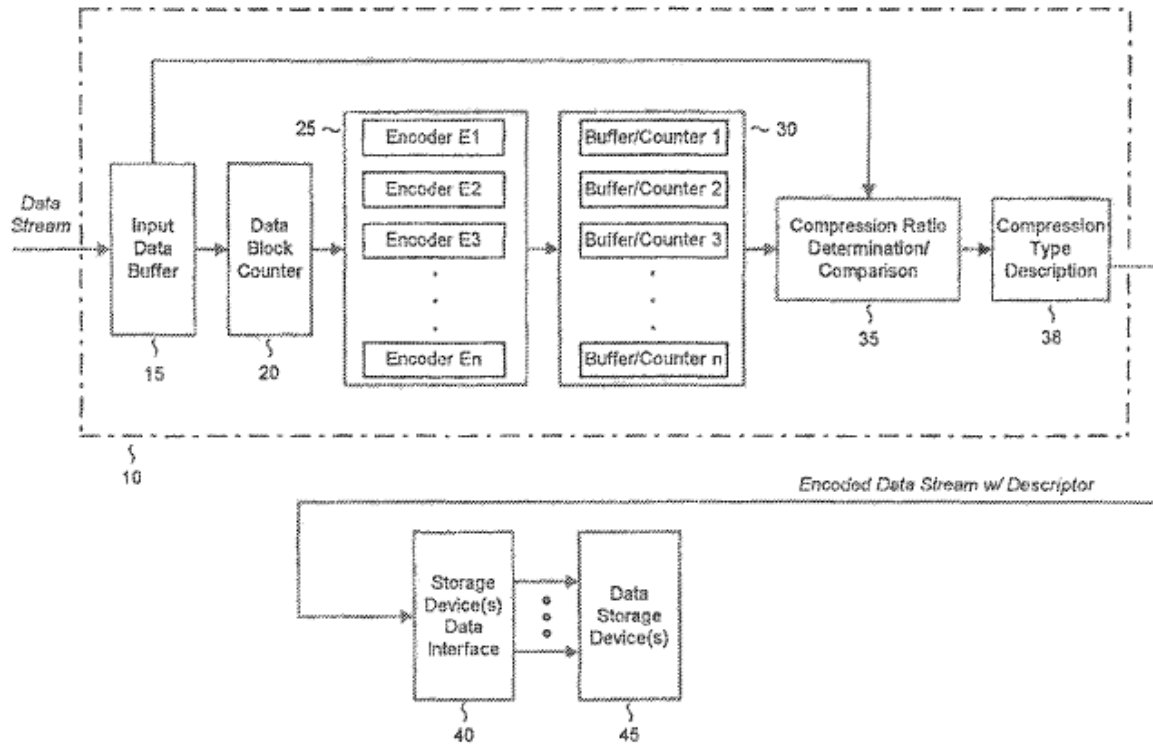 25
Encoder E1
Encoder E2
Encoder E3
Encoder En
Buffer/Counter 1
Buffer/Counter 2
Buffer/Counter 3
Buffer/Counter n
30
Data
Stream
Input
Data
Buffer
15
Data
Block
Counter
20
Compression Ratio
Determination/
Comparison
35
Compression
Type
Description
38
10
Encoded Data Stream w/ Descriptor
Storage
Device(s)
Data
Interface
40
Data
Storage
Device(s)
45